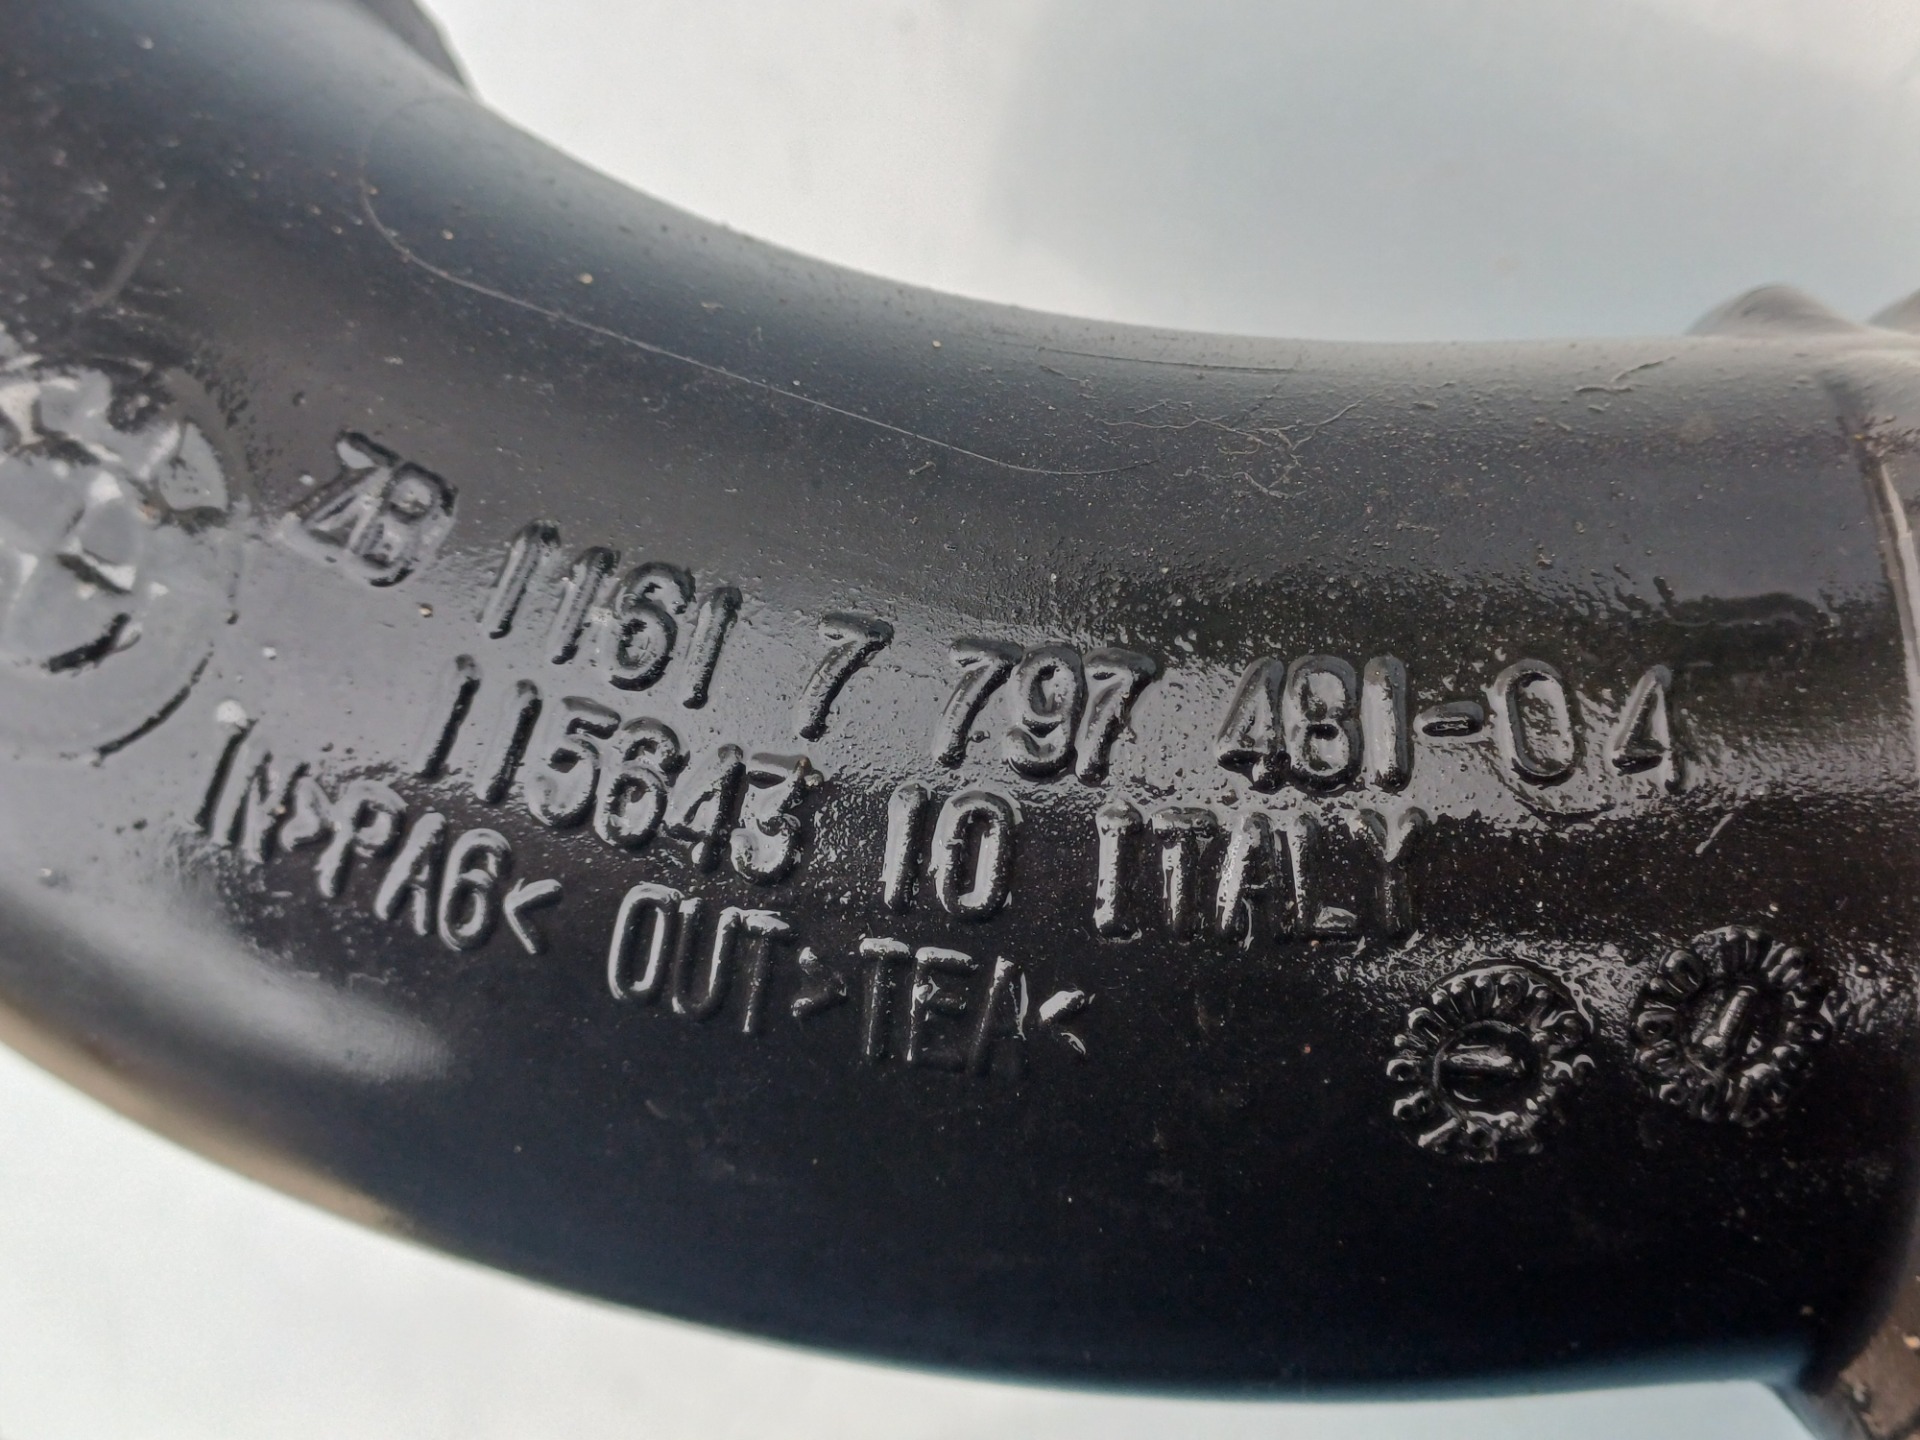 ZB 1161 7 797 481-04
115643 10 ITALY
IN>PA6< OUT>TEA<